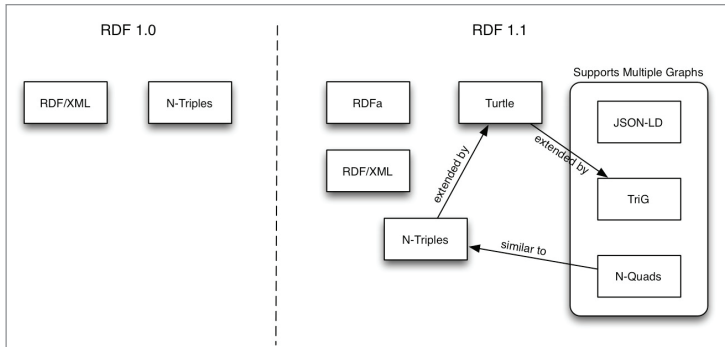 RDF 1.0
RDF 1.1
Supports Multiple Graphs
RDF/XML
N-Triples
RDFa
Turtle
JSON-LD
extended by
extended by
RDF/XML
TriG
N-Triples
similar to
N-Quads